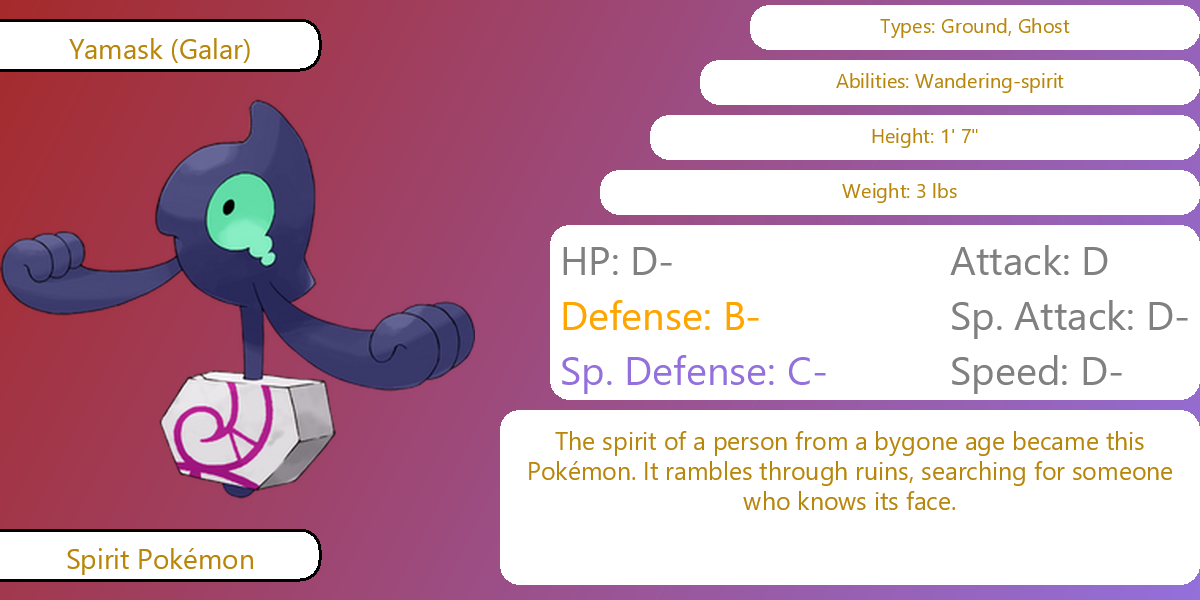 Yamask (Galar)
Types: Ground, Ghost
Abilities: Wandering-spirit
Height: 1' 7"
Weight: 3 lbs
HP: D-
Attack: D
Defense: B-
Sp. Attack: D-
Sp. Defense: C-
Speed: D-
The spirit of a person from a bygone age became this
Pokémon. It rambles through ruins, searching for someone
who knows its face.
Spirit Pokémon